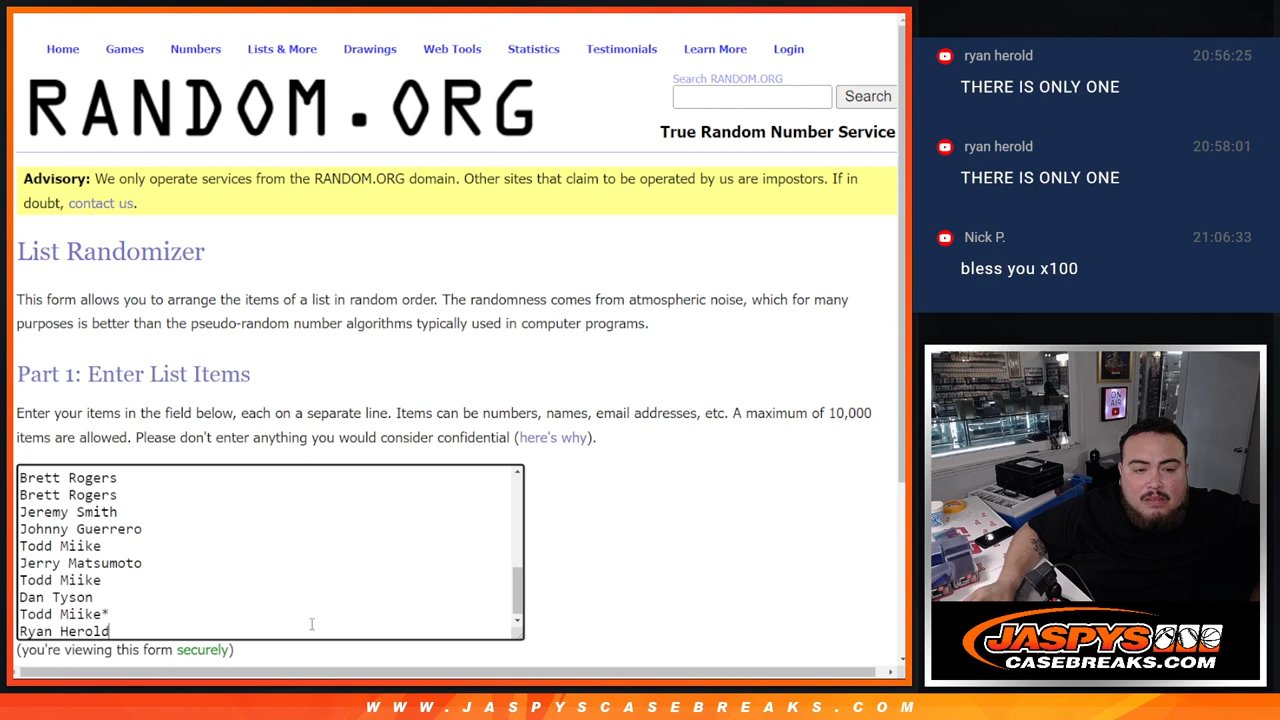 Home Games Numbers Lists & More Drawings Web Tools Statistics Testimonials Learn More Login
RANDOM.ORG
Search RANDOM.ORG
Search
True Random Number Service
Advisory: We only operate services from the RANDOM.ORG domain. Other sites that claim to be operated by us are impostors. If in
doubt, contact us.
List Randomizer
This form allows you to arrange the items of a list in random order. The randomness comes from atmospheric noise, which for many
purposes is better than the pseudo-random number algorithms typically used in computer programs.
Part 1: Enter List Items
Enter your items in the field below, each on a separate line. Items can be numbers, names, email addresses, etc. A maximum of 10,000
items are allowed. Please don't enter anything you would consider confidential (here's why).
Brett Rogers
Brett Rogers
Jeremy Smith
Johnny Guerrero
Todd Miike
Jerry Matsumoto
Todd Miike
Dan Tyson
Todd Miike*
Ryan Herold
(you're viewing this form securely)
ryan herold 20:56:25
THERE IS ONLY ONE
ryan herold 20:58:01
THERE IS ONLY ONE
Nick P. 21:06:33
bless you x100
ON AIR
JASPYS
CASEBREAKS.COM
WWW.JASPYSCASEBREAKS.COM